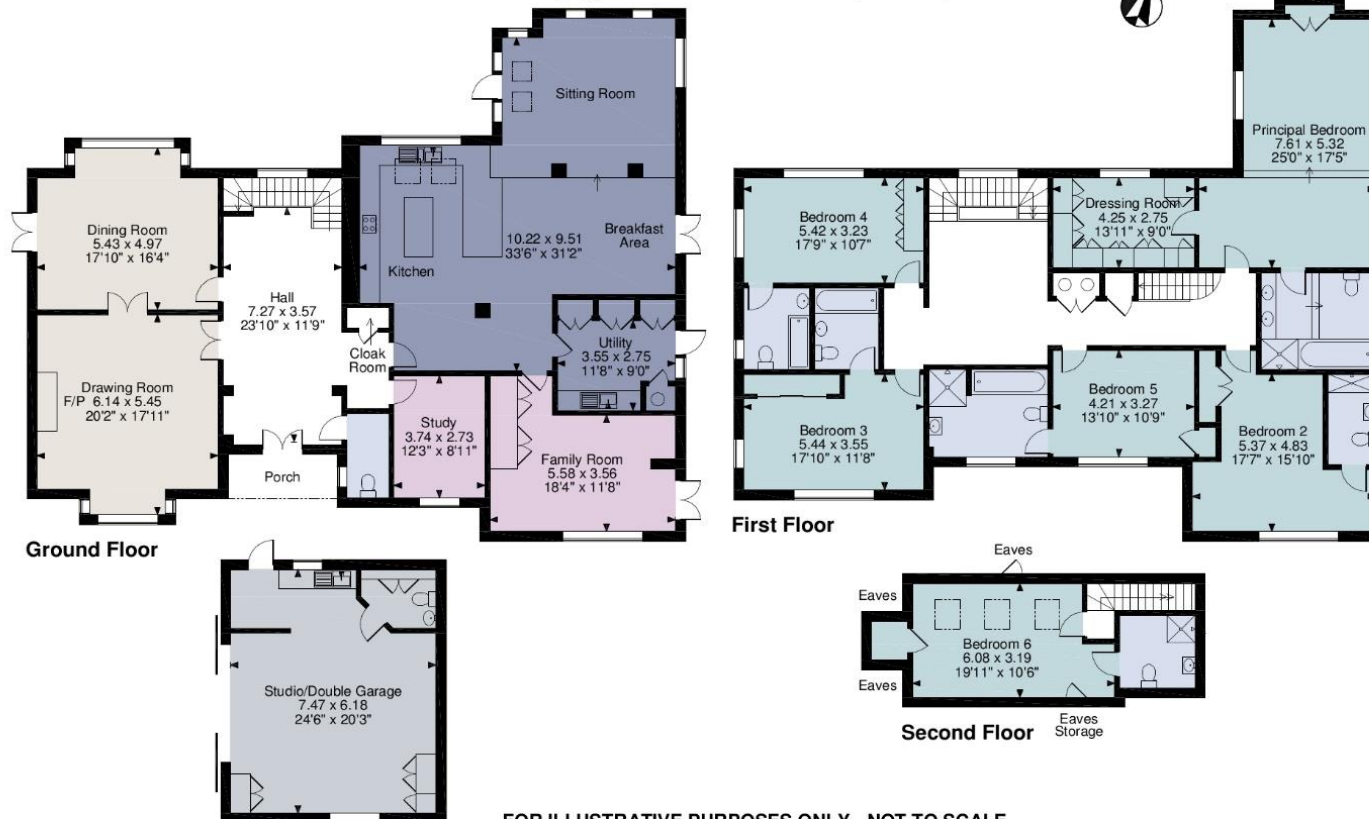 Sitting Room
Dining Room
5.43 x 4.97
17'10" x 16'4"
Hall
7.27 x 3.57
23'10" x 11'9"
Kitchen
10.22 x 9.51
33'6" x 31'2"
Breakfast
Area
Cloak
Room
Utility
3.55 x 2.75
11'8" x 9'0"
Drawing Room
F/P 6.14 x 5.45
20'2" x 17'11"
Study
3.74 x 2.73
12'3" x 8'11"
Family Room
5.58 x 3.56
18'4" x 11'8"
Porch
Ground Floor
Principal Bedroom
7.61 x 5.32
25'0" x 17'5"
Bedroom 4
5.42 x 3.23
17'9" x 10'7"
Dressing Room
4.25 x 2.75
13'11" x 9'0"
Bedroom 3
5.44 x 3.55
17'10" x 11'8"
Bedroom 5
4.21 x 3.27
13'10" x 10'9"
Bedroom 2
5.37 x 4.83
17'7" x 15'10"
First Floor
Studio/Double Garage
7.47 x 6.18
24'6" x 20'3"
Eaves
Eaves
Bedroom 6
6.08 x 3.19
19'11" x 10'6"
Eaves
Eaves
Storage
Second Floor
FOR ILLUSTRATIVE PURPOSES ONLY - NOT TO SCALE